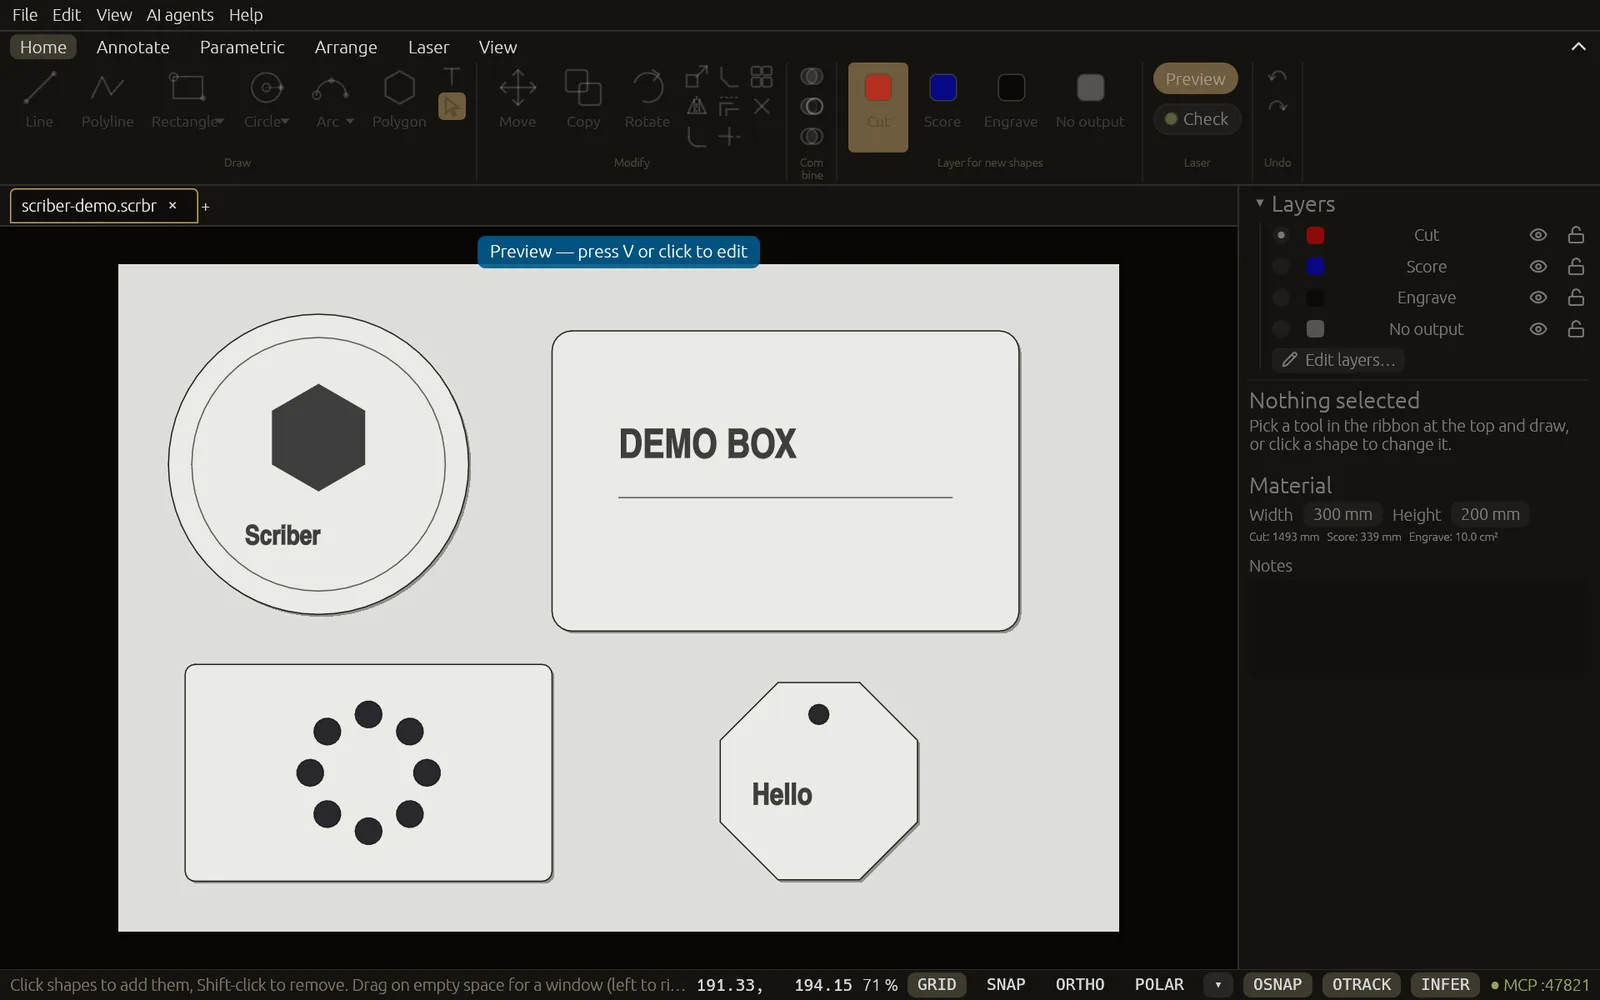 File Edit View AI agents Help
Home Annotate Parametric Arrange Laser View
Line Polyline Rectangle Circle Arc Polygon
Draw
Move Copy Rotate
Modify
Com
bine
Cut Score Engrave No output
Layer for new shapes
Preview
Check
Laser
Undo
scriber-demo.scrbr × +
Preview — press V or click to edit
Scriber
DEMO BOX
Hello
Layers
Cut
Score
Engrave
No output
Edit layers…
Nothing selected
Pick a tool in the ribbon at the top and draw,
or click a shape to change it.
Material
Width 300 mm Height 200 mm
Cut: 1493 mm Score: 339 mm Engrave: 10.0 cm²
Notes
Click shapes to add them, Shift-click to remove. Drag on empty space for a window (left to ri… 191.33, 194.15 71 % GRID SNAP ORTHO POLAR OSNAP OTRACK INFER MCP :47821